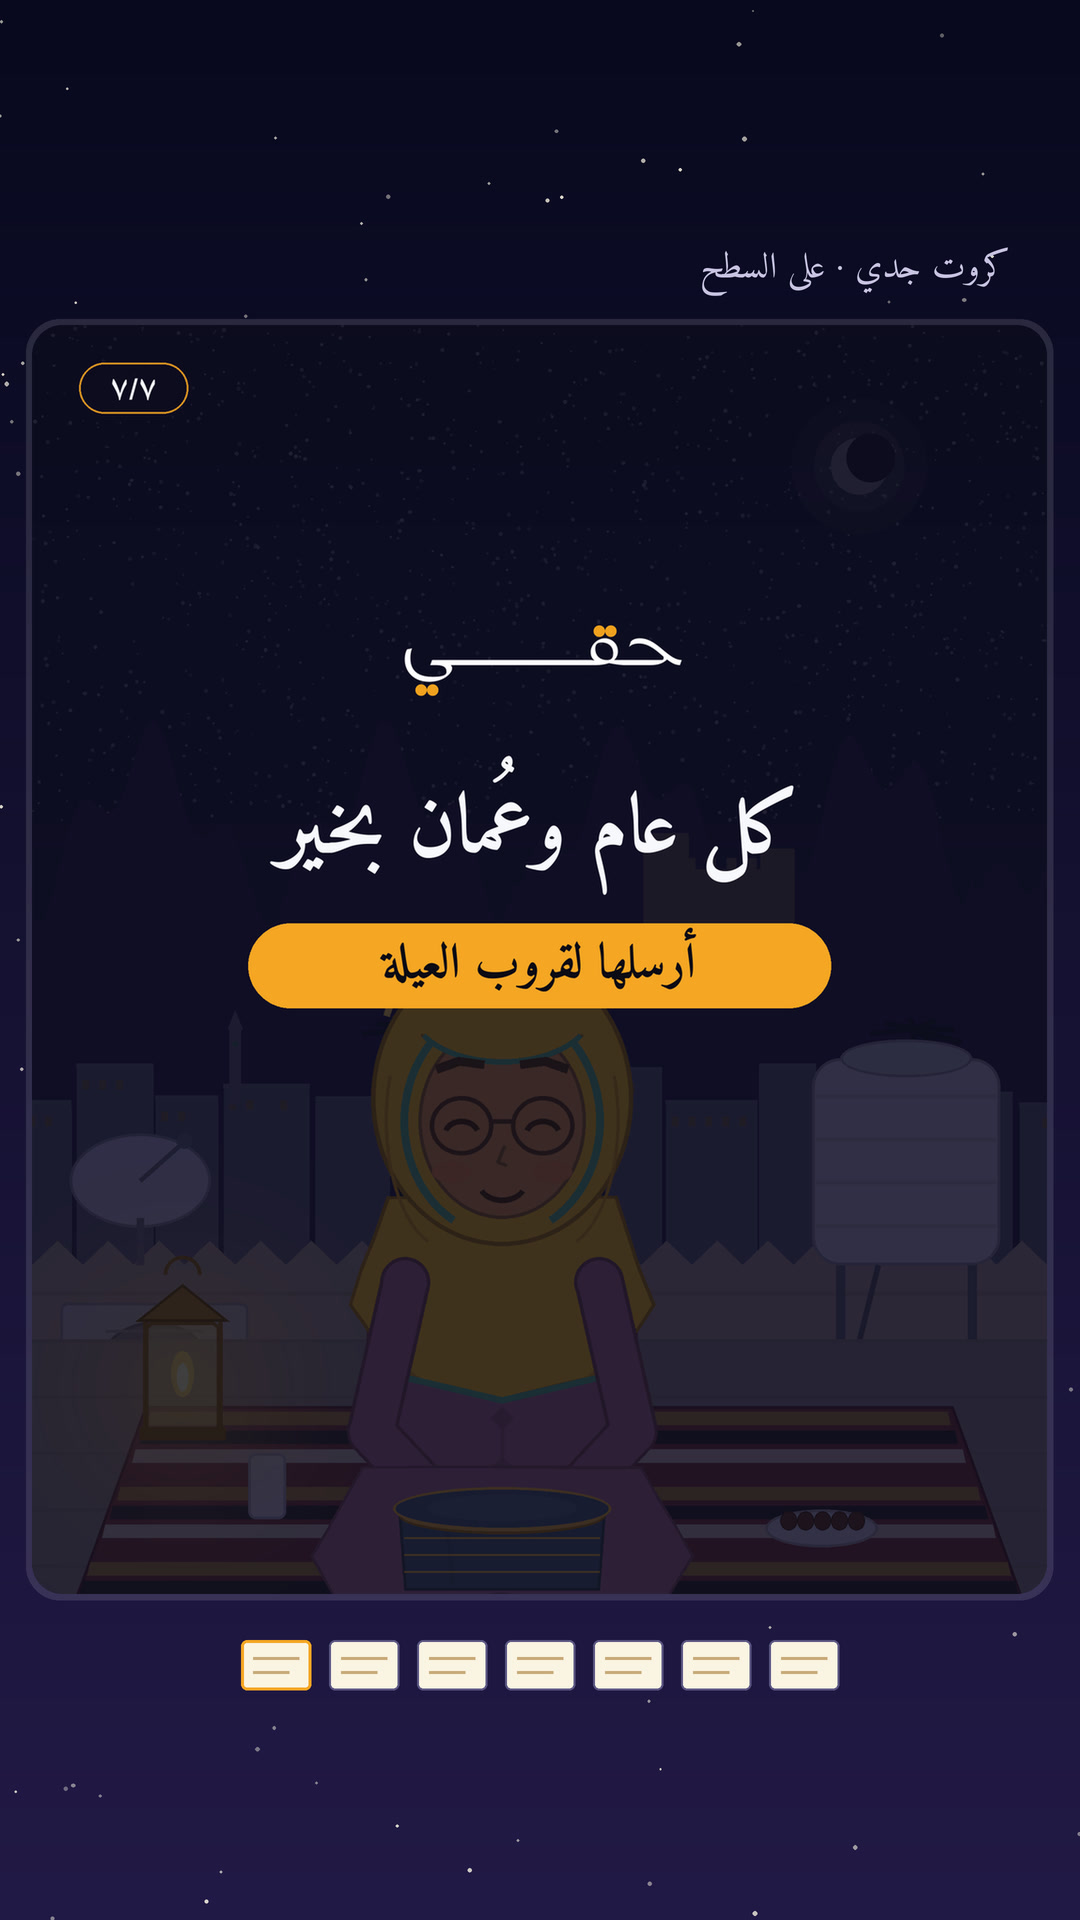 كروت جدي · على السطح
٧/٧
حقـــــي
كل عام وعُمان بخير
أرسلها لقروب العيلة